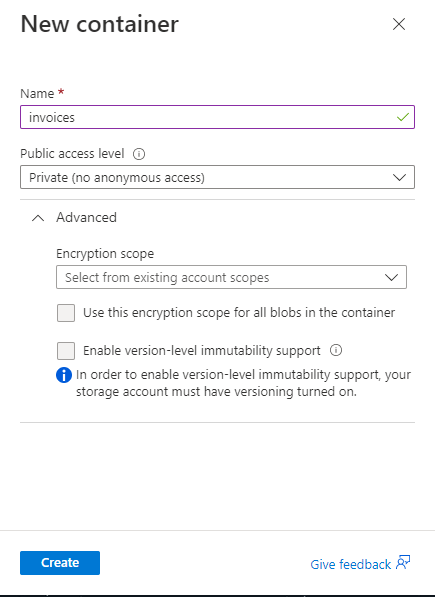 New container
Name *
invoices
Public access level
Private (no anonymous access)
Advanced
Encryption scope
Select from existing account scopes
Use this encryption scope for all blobs in the container
Enable version-level immutability support
In order to enable version-level immutability support, your
storage account must have versioning turned on.
Create
Give feedback